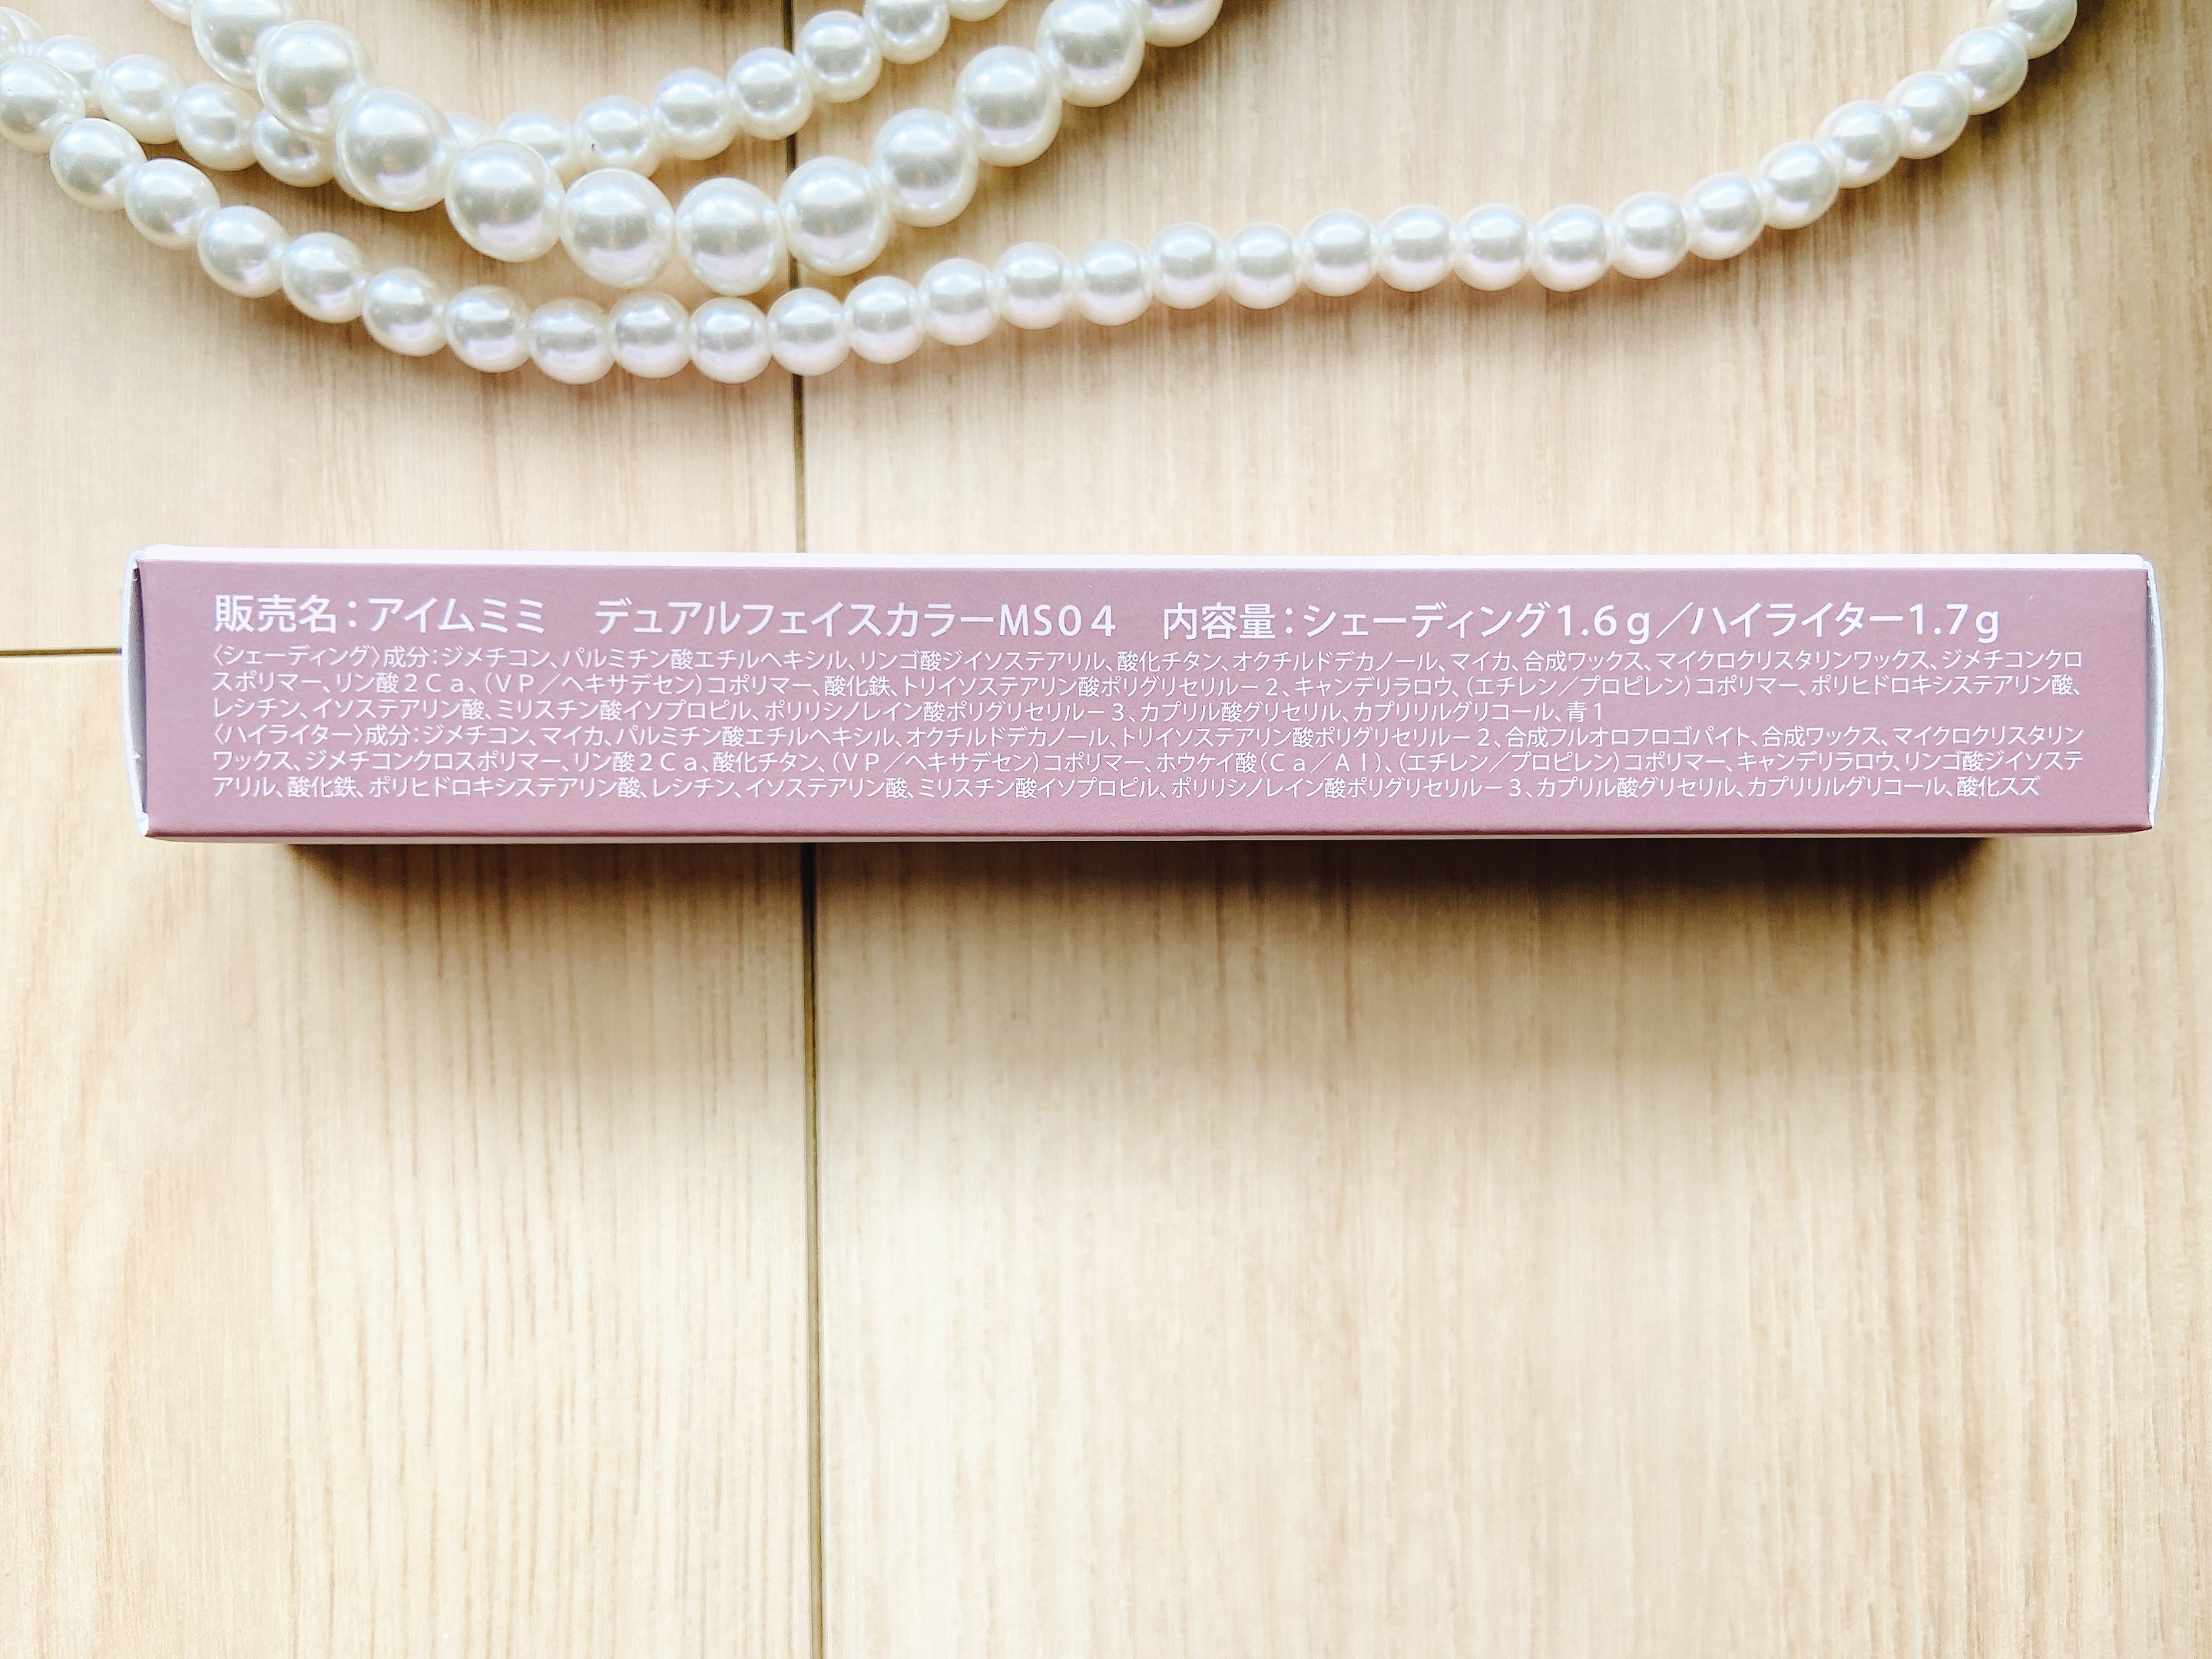 販売名：アイムミミ　デュアルフェイスカラーMS０４　内容量：シェーディング1.6ｇ／ハイライター1.7ｇ
〈シェーディング〉成分：ジメチコン、パルミチン酸エチルヘキシル、リンゴ酸ジイソステアリル、酸化チタン、オクチルドデカノール、マイカ、合成ワックス、マイクロクリスタリンワックス、ジメチコンクロ
スポリマー、リン酸２Ｃａ、（ＶＰ／ヘキサデセン）コポリマー、酸化鉄、トリイソステアリン酸ポリグリセリル－２、キャンデリラロウ、（エチレン／プロピレン）コポリマー、ポリヒドロキシステアリン酸、
レシチン、イソステアリン酸、ミリスチン酸イソプロピル、ポリリシノレイン酸ポリグリセリル－３、カプリル酸グリセリル、カプリリルグリコール、青１
〈ハイライター〉成分：ジメチコン、マイカ、パルミチン酸エチルヘキシル、オクチルドデカノール、トリイソステアリン酸ポリグリセリル－２、合成フルオロフロゴパイト、合成ワックス、マイクロクリスタリン
ワックス、ジメチコンクロスポリマー、リン酸２Ｃａ、酸化チタン、（ＶＰ／ヘキサデセン）コポリマー、ホウケイ酸（Ｃａ／Ａｌ）、（エチレン／プロピレン）コポリマー、キャンデリラロウ、リンゴ酸ジイソステ
アリル、酸化鉄、ポリヒドロキシステアリン酸、レシチン、イソステアリン酸、ミリスチン酸イソプロピル、ポリリシノレイン酸ポリグリセリル－３、カプリル酸グリセリル、カプリリルグリコール、酸化スズ